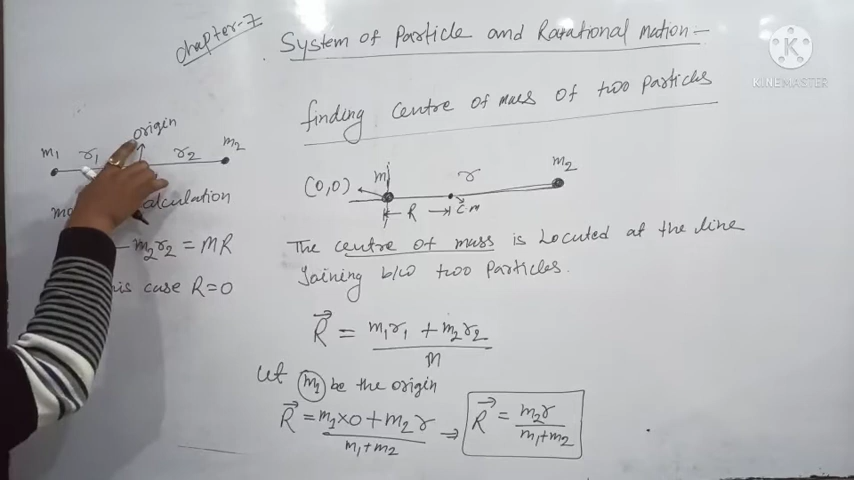 chapter-7
System of Particle and Rotational Motion-
KINEMASTER
finding centre of mass of two particles
origin
m1 r1 r2 m2
(0,0) m r m2
R cm
alculation
m2r2 = MR
is case R=0
The centre of mass is Located at the line
Joining b/w two Particles.
R⃗ = m1r1 + m2r2 / M
Let m1 be the origin
R⃗ = m1×0 + m2r / m1+m2 ⇒ R⃗ = m2r / m1+m2